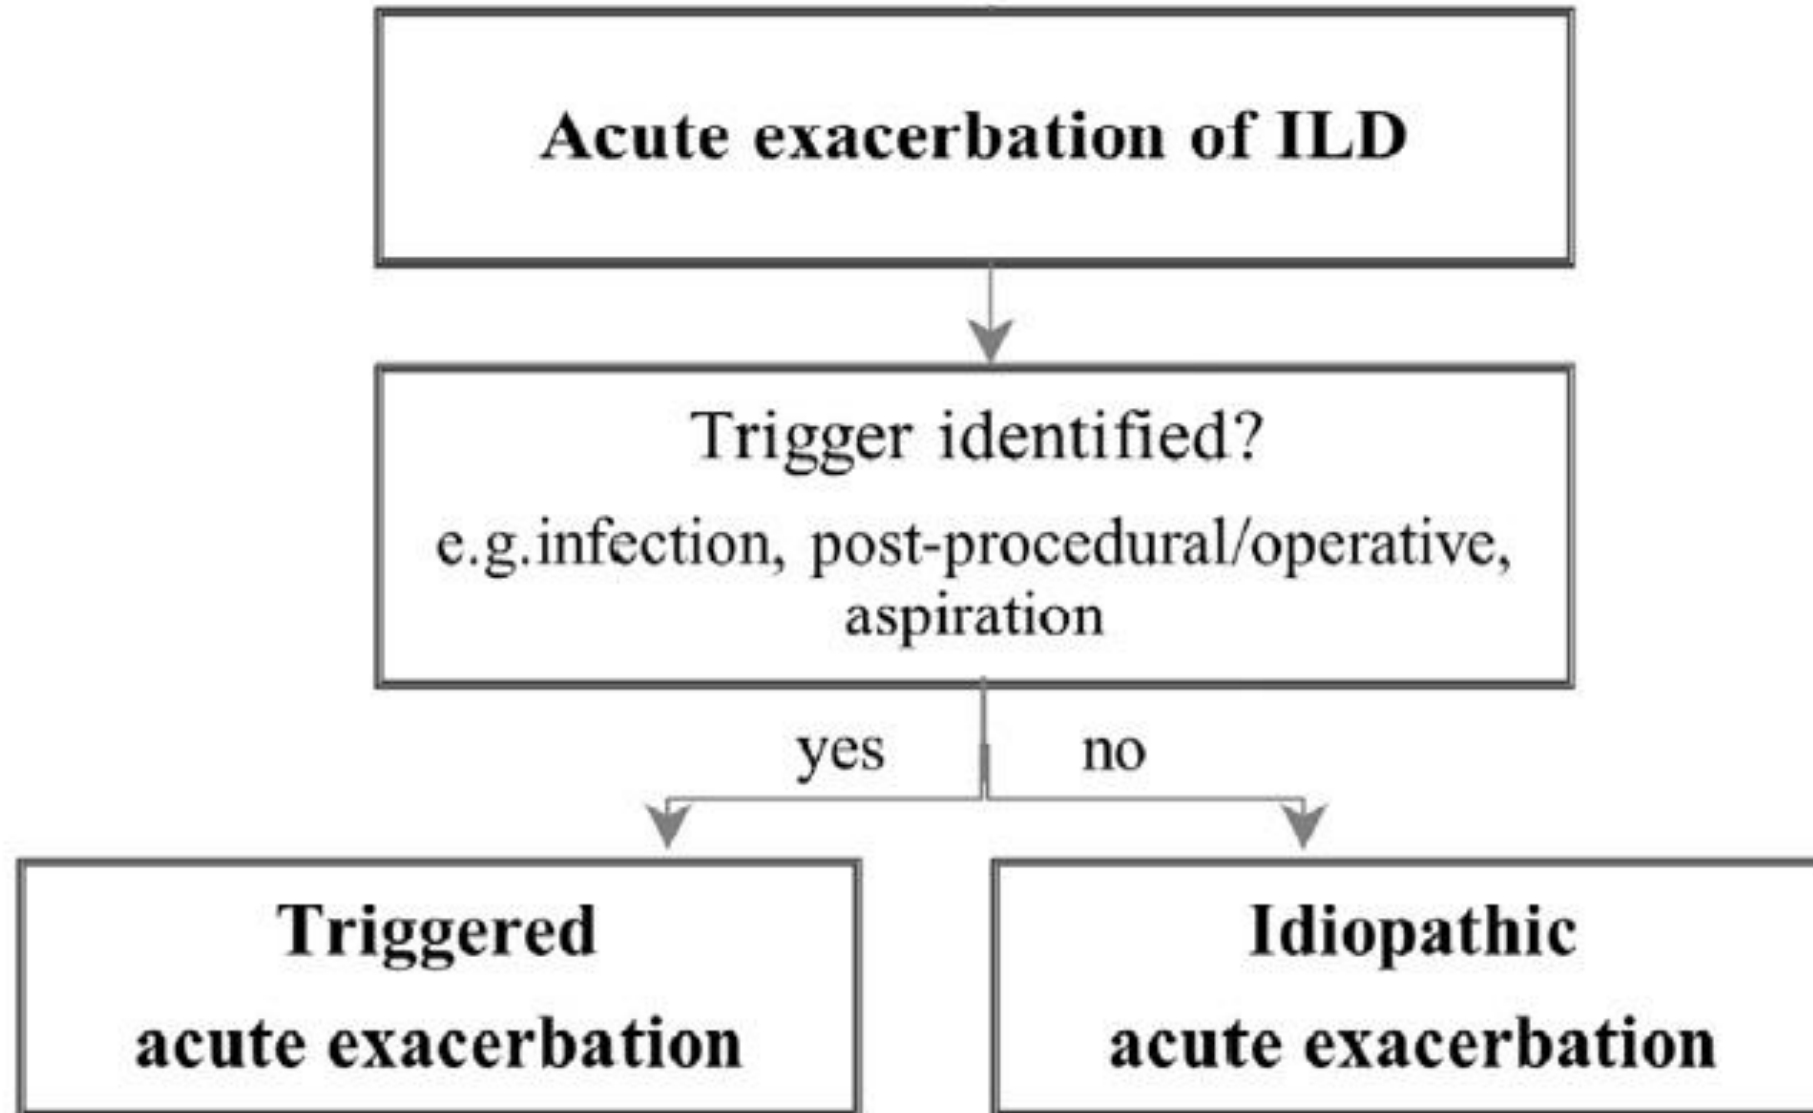 Acute exacerbation of ILD
Trigger identified?
e.g.infection, post-procedural/operative,
aspiration
yes
no
Triggered
acute exacerbation
Idiopathic
acute exacerbation